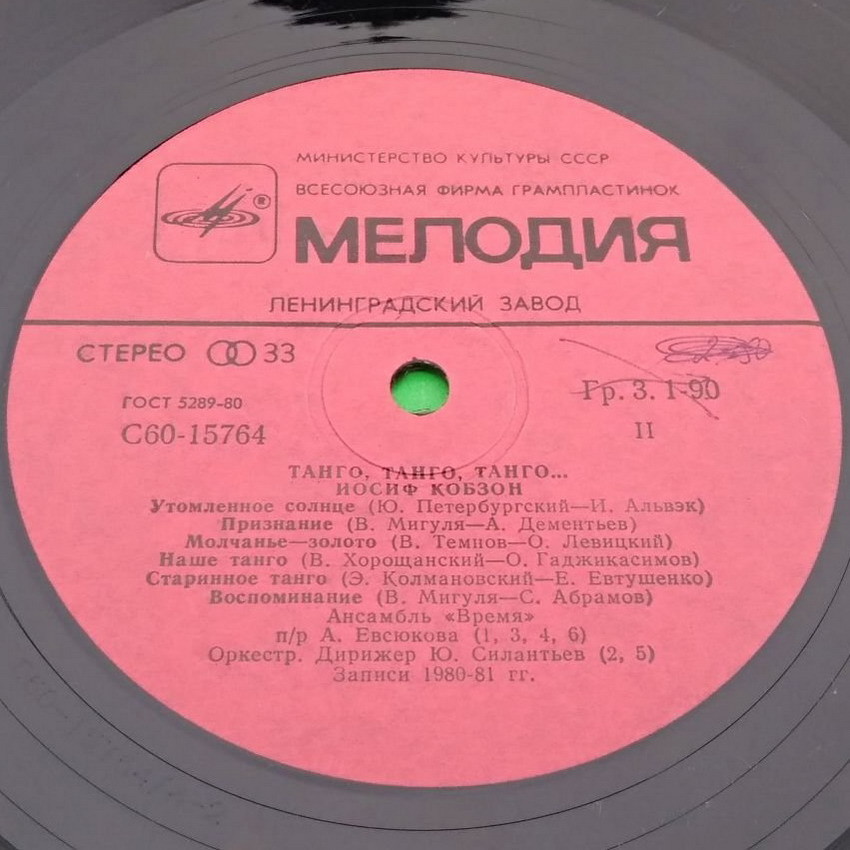 МИНИСТЕРСТВО КУЛЬТУРЫ СССР
ВСЕСОЮЗНАЯ ФИРМА ГРАМПЛАСТИНОК
®
МЕЛОДИЯ
ЛЕНИНГРАДСКИЙ ЗАВОД
СТЕРЕО 33
ГОСТ 5289-80
С60-15764
Гр. 3. 1-90
II
ТАНГО, ТАНГО, ТАНГО...
ИОСИФ КОБЗОН
Утомленное солнце (Ю. Петербургский—И. Альвэк)
Признание (В. Мигуля—А. Дементьев)
Молчанье—золото (В. Темнов—О. Левицкий)
Наше танго (В. Хорощанский—О. Гаджикасимов)
Старинное танго (Э. Колмановский—Е. Евтушенко)
Воспоминание (В. Мигуля—С. Абрамов)
Ансамбль «Время»
п/р А. Евсюкова (1, 3, 4, 6)
Оркестр. Дирижер Ю. Силантьев (2, 5)
Записи 1980-81 гг.